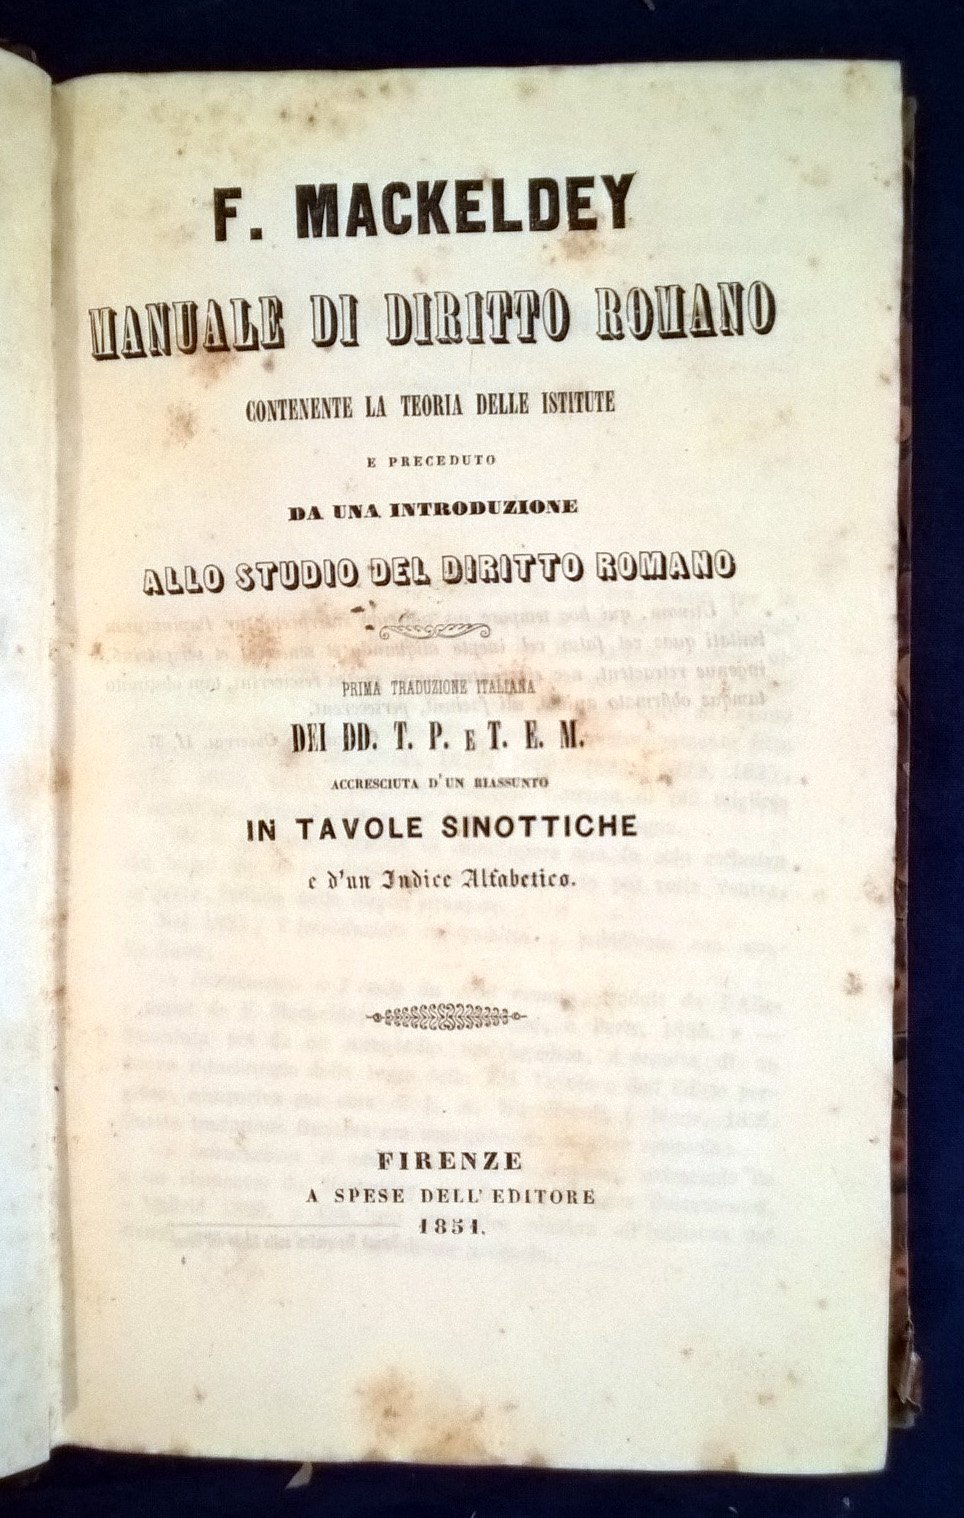 F. MACKELDEY
MANUALE DI DIRITTO ROMANO
CONTENENTE LA TEORIA DELLE ISTITUTE
E PRECEDUTO
DA UNA INTRODUZIONE
ALLO STUDIO DEL DIRITTO ROMANO
PRIMA TRADUZIONE ITALIANA
DEI DD. T. P. E T. E. M.
ACCRESCIUTA D'UN RIASSUNTO
IN TAVOLE SINOTTICHE
e d'un Indice Alfabetico.
FIRENZE
A SPESE DELL'EDITORE
1851.